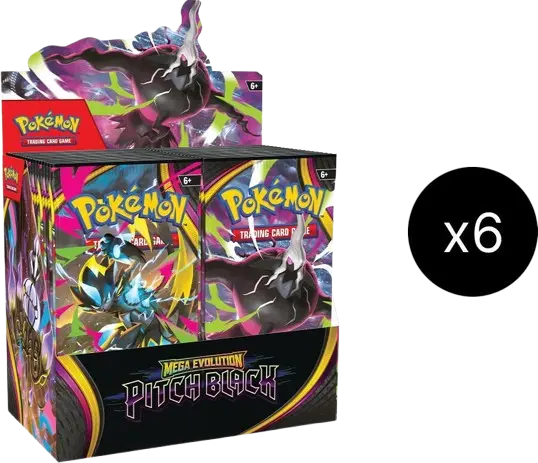 6+
POKéMON
TRADING CARD GAME
6+
POKéMON
TRADING CARD GAME
6+
POKéMON
TRADING CARD GAME
MEGA EVOLUTION
PITCH BLACK
x6